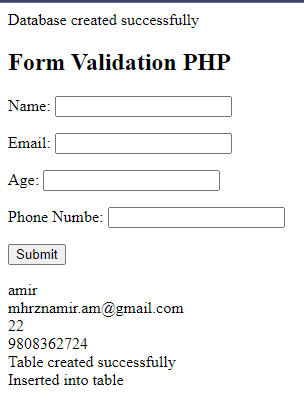 Database created successfully
Form Validation PHP
Name:
Email:
Age:
Phone Numbe:
Submit
amir
mhrznamir.am@gmail.com
22
9808362724
Table created successfully
Inserted into table